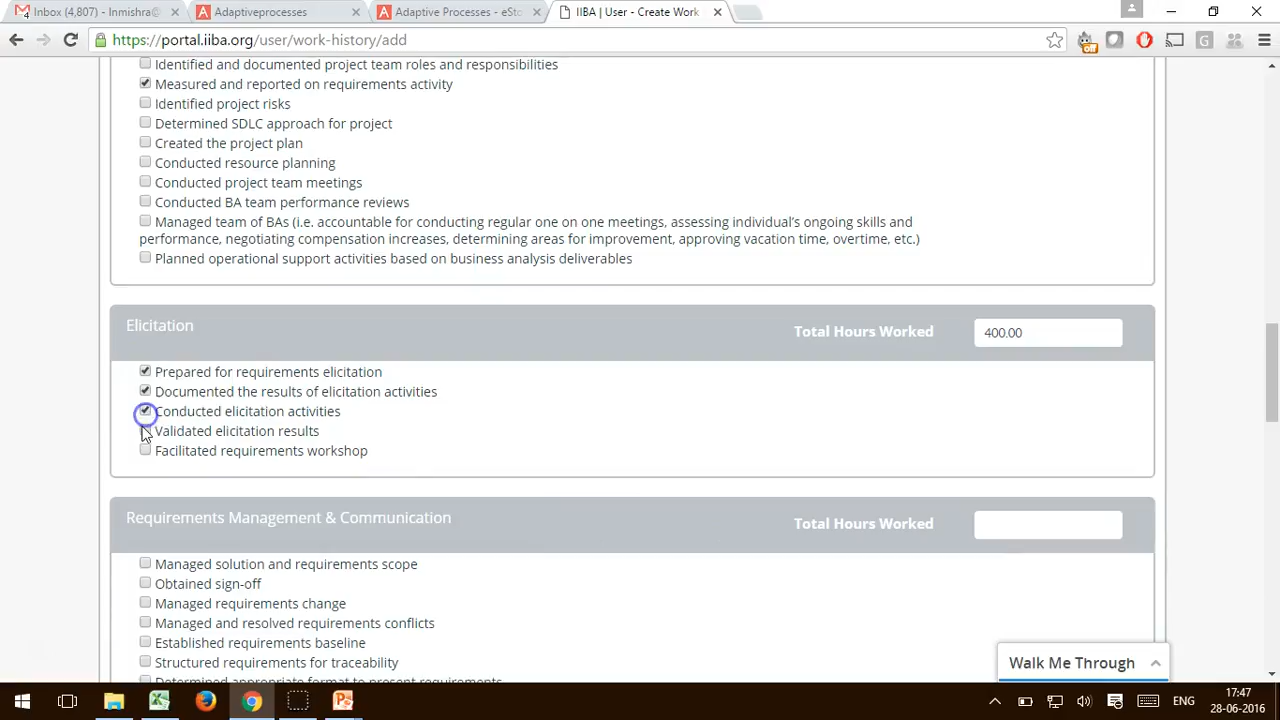 Inbox (4,807) - Inmishra@
Adaptiveprocesses
Adaptive Processes - eSto
IIBA | User - Create Work
https://portal.iiba.org/user/work-history/add
off
G
Identified and documented project team roles and responsibilities
Measured and reported on requirements activity
Identified project risks
Determined SDLC approach for project
Created the project plan
Conducted resource planning
Conducted project team meetings
Conducted BA team performance reviews
Managed team of BAs (i.e. accountable for conducting regular one on one meetings, assessing individual's ongoing skills and
performance, negotiating compensation increases, determining areas for improvement, approving vacation time, overtime, etc.)
Planned operational support activities based on business analysis deliverables
Elicitation
Total Hours Worked
400.00
Prepared for requirements elicitation
Documented the results of elicitation activities
Conducted elicitation activities
Validated elicitation results
Facilitated requirements workshop
Requirements Management & Communication
Total Hours Worked
Managed solution and requirements scope
Obtained sign-off
Managed requirements change
Managed and resolved requirements conflicts
Established requirements baseline
Structured requirements for traceability
Determined appropriate format to present requirements
Walk Me Through
ENG
17:47
28-06-2016